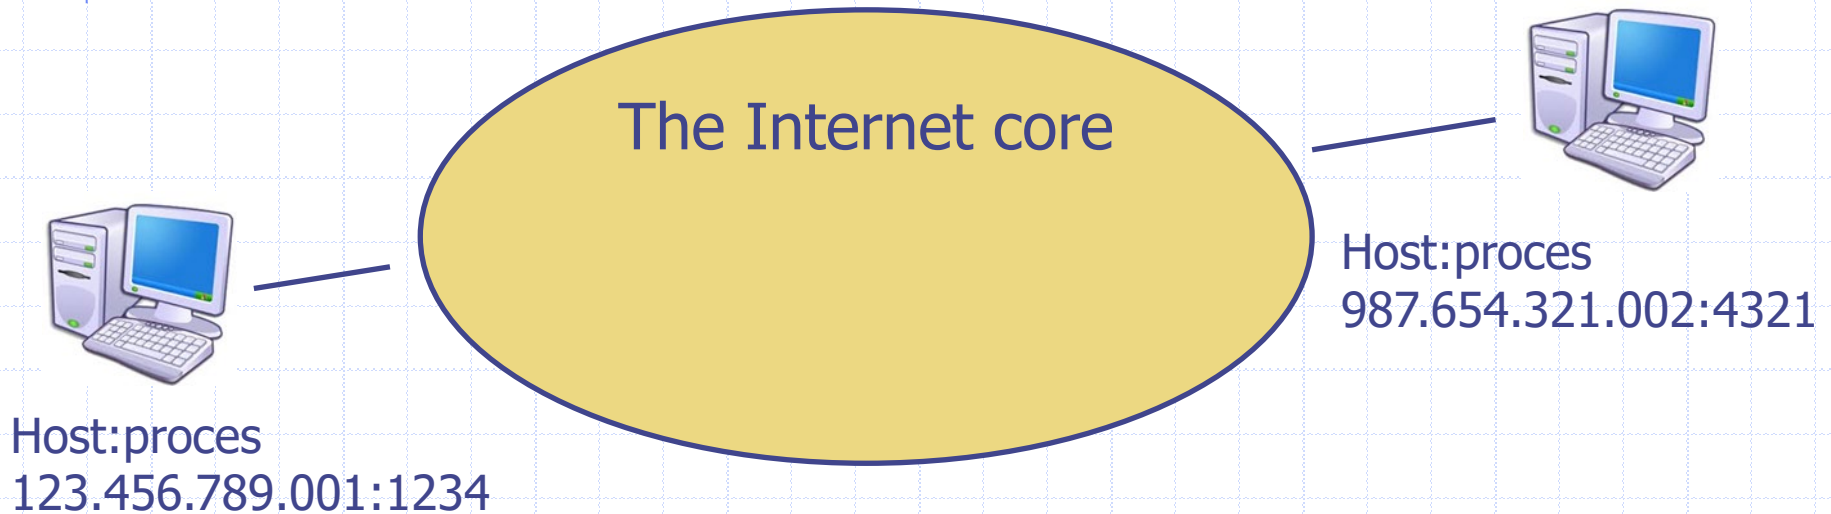 The Internet core
Host:proces
987.654.321.002:4321
Host:proces
123.456.789.001:1234